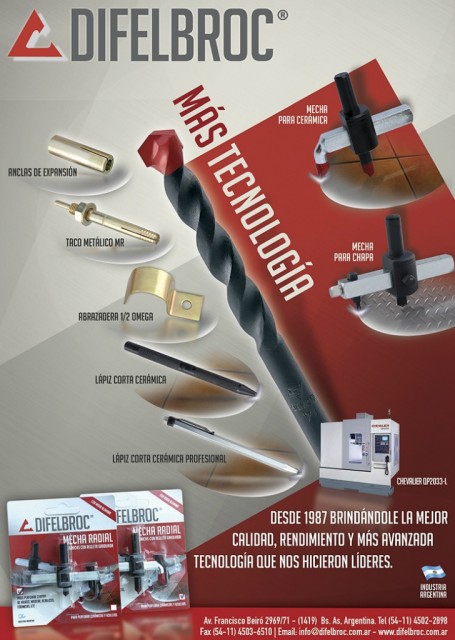 DIFELBROC®
MÁS TECNOLOGÍA
MECHA
PARA CERÁMICA
ANCLAS DE EXPANSIÓN
TACO METÁLICO MR
MECHA
PARA CHAPA
ABRAZADERA 1/2 OMEGA
LÁPIZ CORTA CERÁMICA
LÁPIZ CORTA CERÁMICA PROFESIONAL
CHEVALIER
CHEVALIER QP2033-L
DIFELBROC
MECHA RADIAL
DIFELBROC
MECHA RADIAL
DESDE 1987 BRINDÁNDOLE LA MEJOR
CALIDAD, RENDIMIENTO Y MÁS AVANZADA
TECNOLOGÍA QUE NOS HICIERON LÍDERES.
INDUSTRIA
ARGENTINA
Av. Francisco Beiró 2969/71 - (1419) Bs. As. Argentina. Tel (54-11) 4502-2898
Fax (54-11) 4503-6510 | Email: info@difelbroc.com.ar - www.difelbroc.com.ar